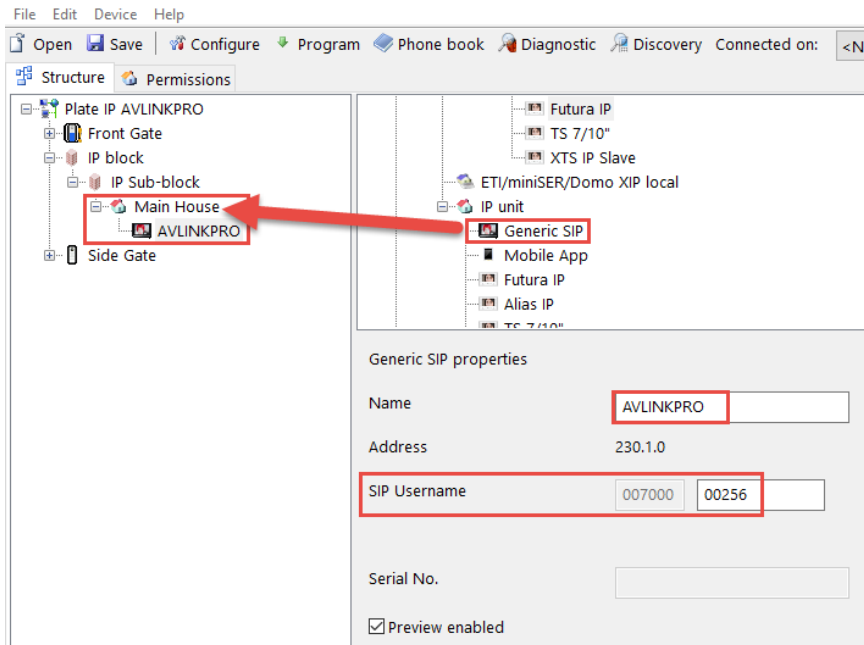 File Edit Device Help
Open Save Configure Program Phone book Diagnostic Discovery Connected on: <N
Structure Permissions
Plate IP AVLINKPRO
Front Gate
IP block
IP Sub-block
Main House
AVLINKPRO
Side Gate
Futura IP
TS 7/10"
XTS IP Slave
ETI/miniSER/Domo XIP local
IP unit
Generic SIP
Mobile App
Futura IP
Alias IP
TS 7/10"
Generic SIP properties
Name AVLINKPRO
Address 230.1.0
SIP Username 007000 00256
Serial No.
Preview enabled